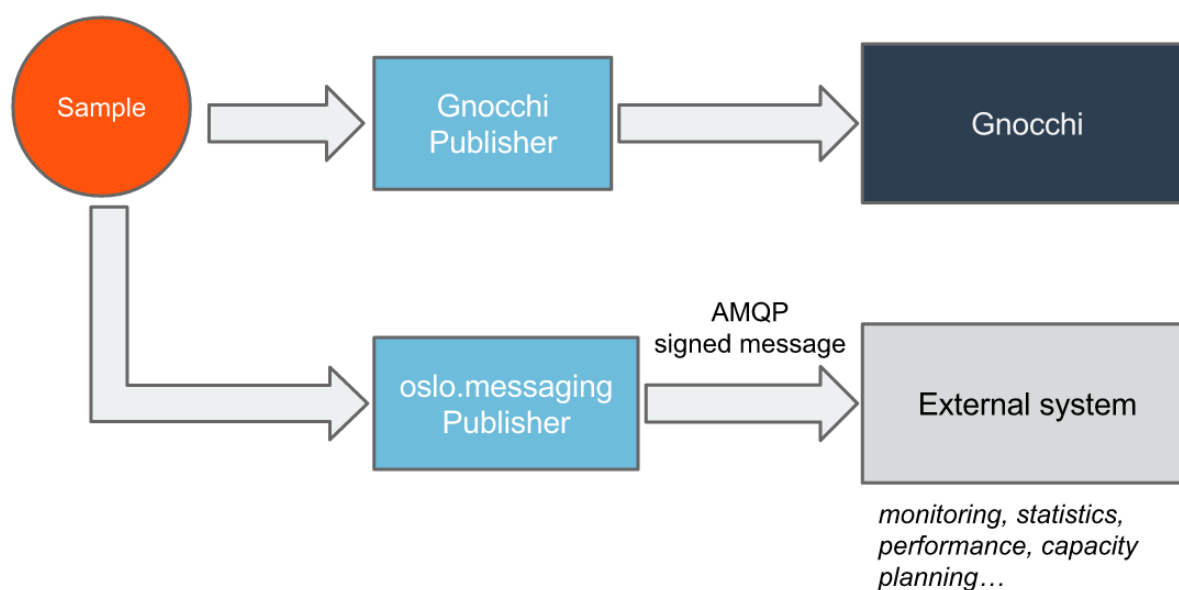 Sample
Gnocchi
Publisher
Gnocchi
AMQP
signed message
oslo.messaging
Publisher
External system
monitoring, statistics,
performance, capacity
planning…